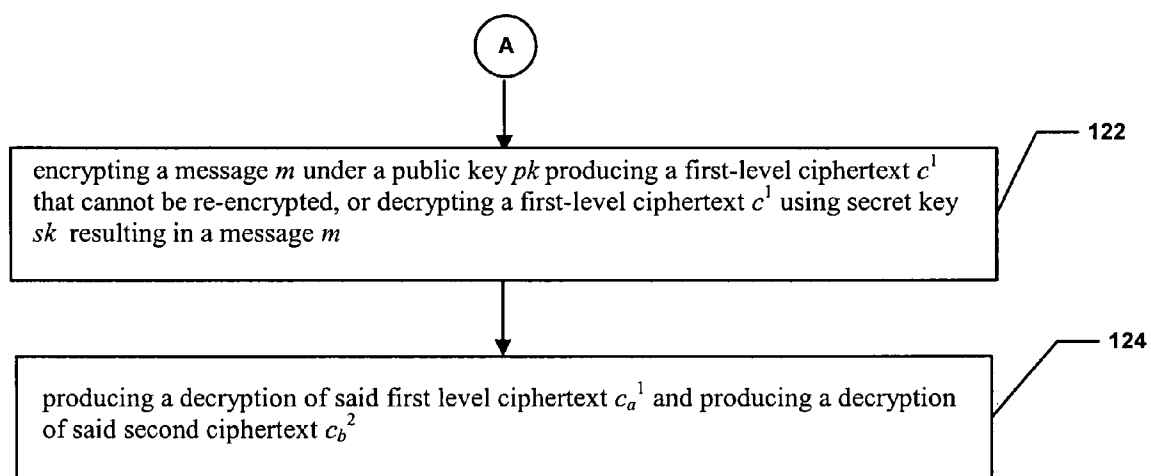 A
122
encrypting a message m under a public key pk producing a first-level ciphertext c¹
that cannot be re-encrypted, or decrypting a first-level ciphertext c¹ using secret key
sk resulting in a message m
124
producing a decryption of said first level ciphertext cₐ¹ and producing a decryption
of said second ciphertext c_b²